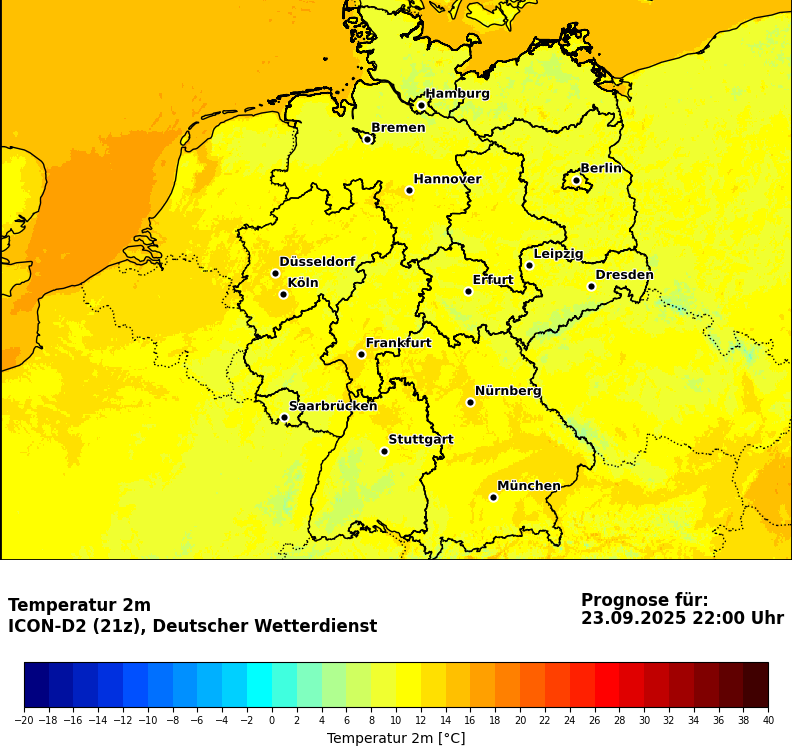 Hamburg
Bremen
Berlin
Hannover
Leipzig
Düsseldorf
Dresden
Köln
Erfurt
Frankfurt
Nürnberg
Saarbrücken
Stuttgart
München
Temperatur 2m
ICON-D2 (21z), Deutscher Wetterdienst
Prognose für:
23.09.2025 22:00 Uhr
−20 −18 −16 −14 −12 −10 −8 −6 −4 −2 0 2 4 6 8 10 12 14 16 18 20 22 24 26 28 30 32 34 36 38 40
Temperatur 2m [°C]